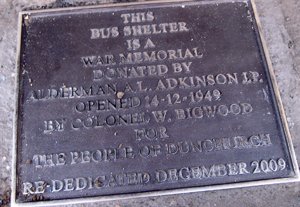 THIS
BUS SHELTER
IS A
WAR MEMORIAL
DONATED BY
ALDERMAN A.L. ADKINSON J.P.
OPENED 14-12-1949
BY COLONEL W. BIGWOOD
FOR
THE PEOPLE OF DUNCHURCH
RE-DEDICATED DECEMBER 2009